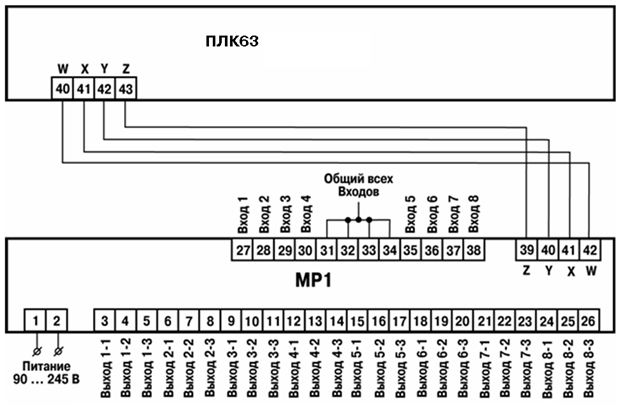 ПЛК63
W X Y Z
40 41 42 43
Общий всех
Входов
Вход 1
Вход 2
Вход 3
Вход 4
Вход 5
Вход 6
Вход 7
Вход 8
27 28 29 30 31 32 33 34 35 36 37 38
39 40 41 42
Z Y X W
МР1
1 2
3 4 5 6 7 8 9 10 11 12 13 14 15 16 17 18 19 20 21 22 23 24 25 26
Питание
90 ... 245 В
Выход 1-1
Выход 1-2
Выход 1-3
Выход 2-1
Выход 2-2
Выход 2-3
Выход 3-1
Выход 3-2
Выход 3-3
Выход 4-1
Выход 4-2
Выход 4-3
Выход 5-1
Выход 5-2
Выход 5-3
Выход 6-1
Выход 6-2
Выход 6-3
Выход 7-1
Выход 7-2
Выход 7-3
Выход 8-1
Выход 8-2
Выход 8-3